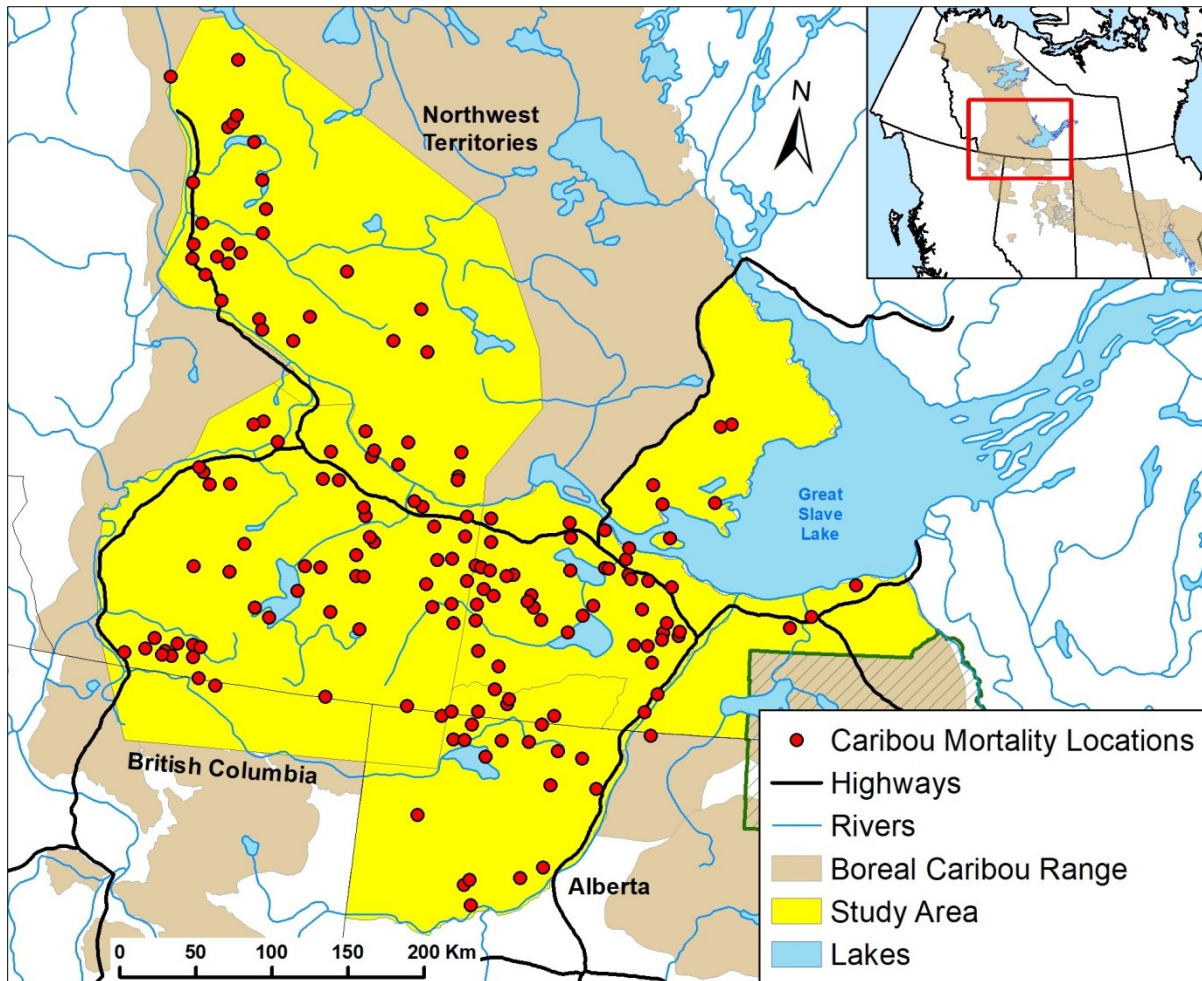 Northwest
Territories
N
Great
Slave
Lake
British Columbia
Alberta
0 50 100 150 200 Km
Caribou Mortality Locations
Highways
Rivers
Boreal Caribou Range
Study Area
Lakes